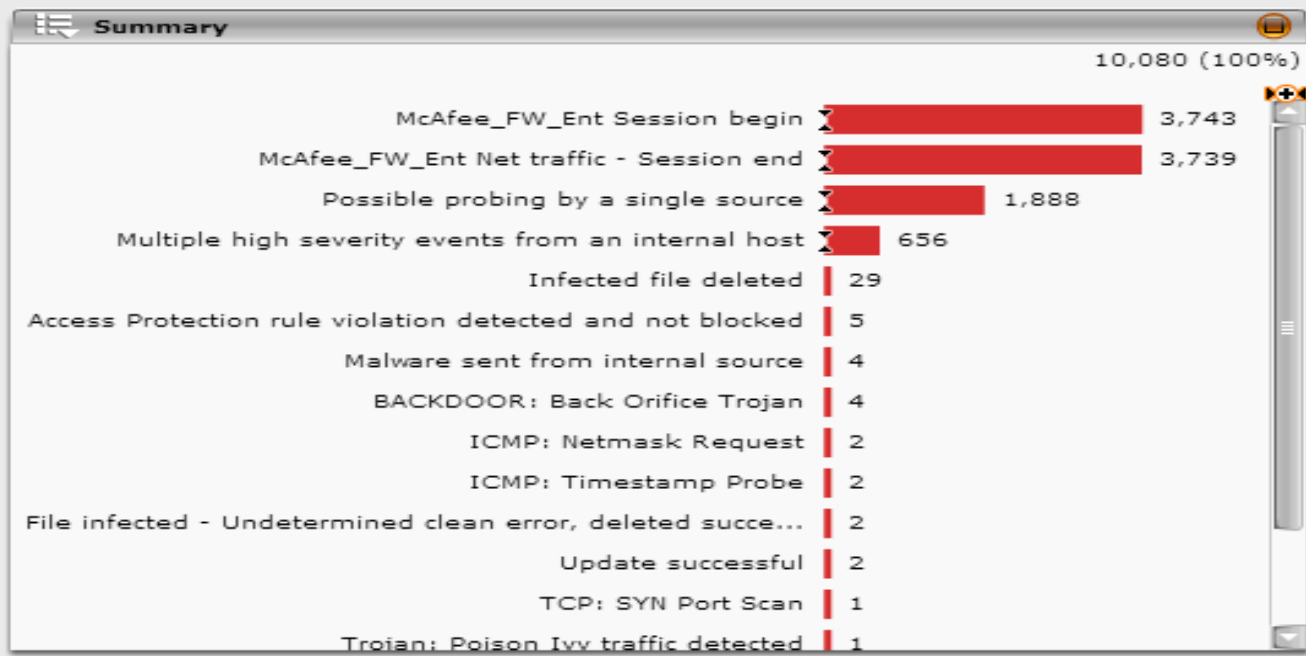 Summary
10,080 (100%)
McAfee_FW_Ent Session begin 3,743
McAfee_FW_Ent Net traffic - Session end 3,739
Possible probing by a single source 1,888
Multiple high severity events from an internal host 656
Infected file deleted 29
Access Protection rule violation detected and not blocked 5
Malware sent from internal source 4
BACKDOOR: Back Orifice Trojan 4
ICMP: Netmask Request 2
ICMP: Timestamp Probe 2
File infected - Undetermined clean error, deleted succe... 2
Update successful 2
TCP: SYN Port Scan 1
Trojan: Poison Ivy traffic detected 1